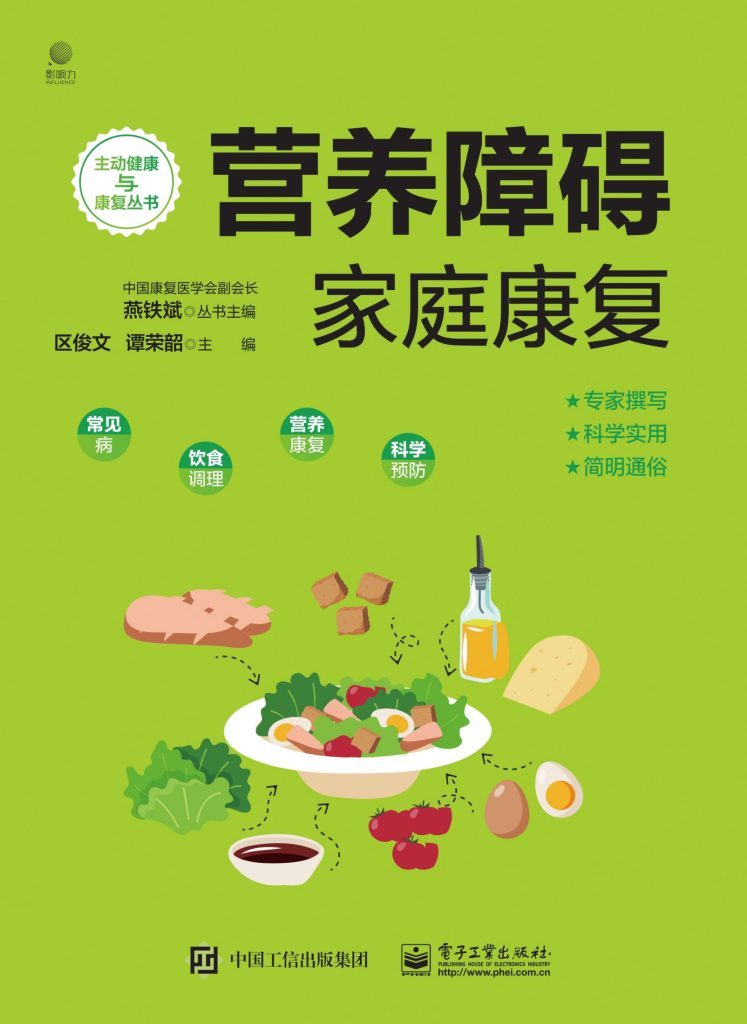 影响力
INFLUENCE
主动健康
与
康复丛书
营养障碍
家庭康复
中国康复医学会副会长
燕铁斌◎丛书主编
区俊文 谭荣韶◎主 编
★专家撰写
★科学实用
★简明通俗
常见
病
饮食
调理
营养
康复
科学
预防
中国工信出版集团
電子工業出版社
PUBLISHING HOUSE OF ELECTRONICS INDUSTRY
http://www.phei.com.cn